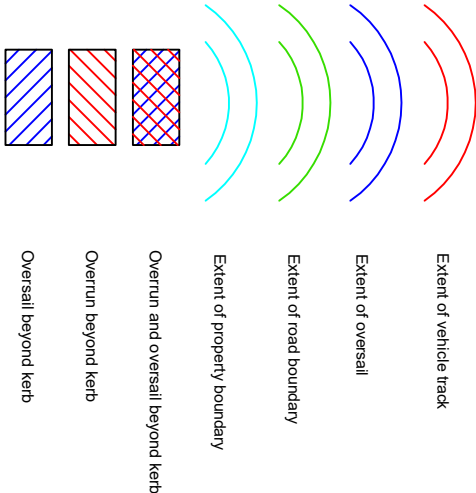 Extent of vehicle track
Extent of oversail
Extent of road boundary
Extent of property boundary
Overrun and oversail beyond kerb
Overrun beyond kerb
Oversail beyond kerb